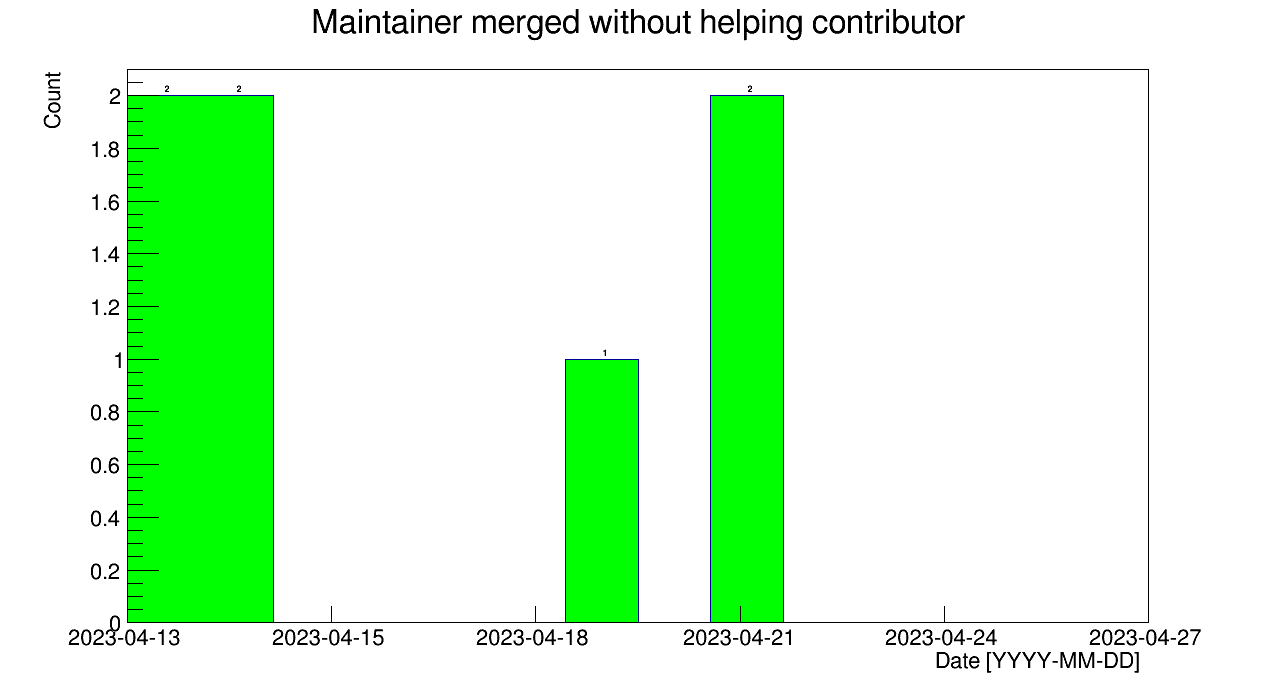 Maintainer merged without helping contributor
Count
2
1.8
1.6
1.4
1.2
1
0.8
0.6
0.4
0.2
0
2 2 1 2
2023-04-13 2023-04-15 2023-04-18 2023-04-21 2023-04-24 2023-04-27
Date [YYYY-MM-DD]